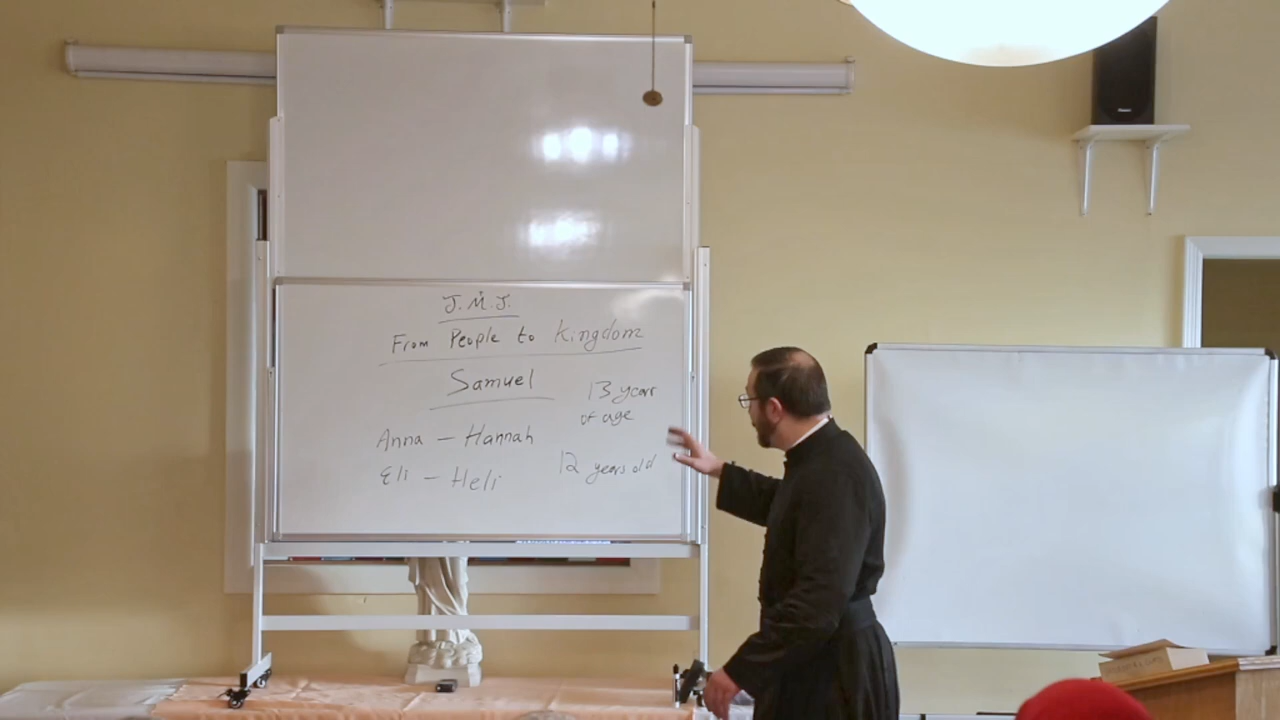 J.M.J.
From People to Kingdom
Samuel
13 years
of age
Anna — Hannah
Eli — Heli
12 years old